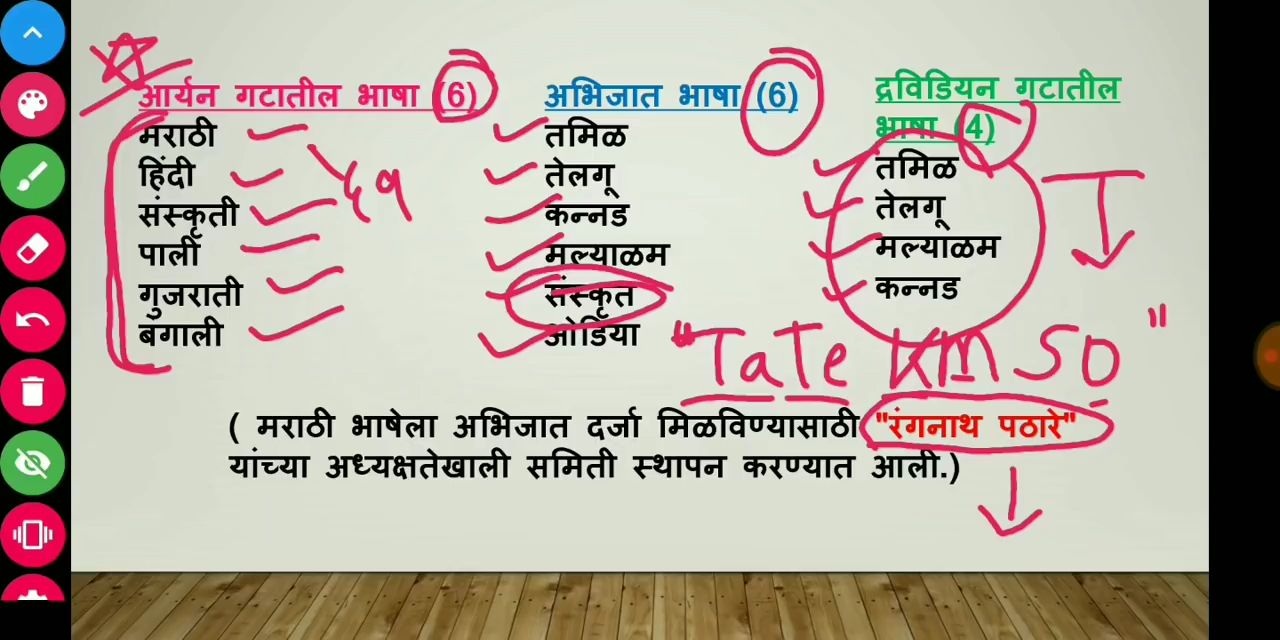 आर्यन गटातील भाषा (6)
मराठी
हिंदी
संस्कृती
पाली
गुजराती
बंगाली
अभिजात भाषा (6)
तमिळ
तेलगू
कन्नड
मल्याळम
संस्कृत
ओडिया
द्रविडियन गटातील
भाषा (4)
तमिळ
तेलगू
मल्याळम
कन्नड
"TaTe KM SO"
( मराठी भाषेला अभिजात दर्जा मिळविण्यासाठी "रंगनाथ पठारे"
यांच्या अध्यक्षतेखाली समिती स्थापन करण्यात आली.)